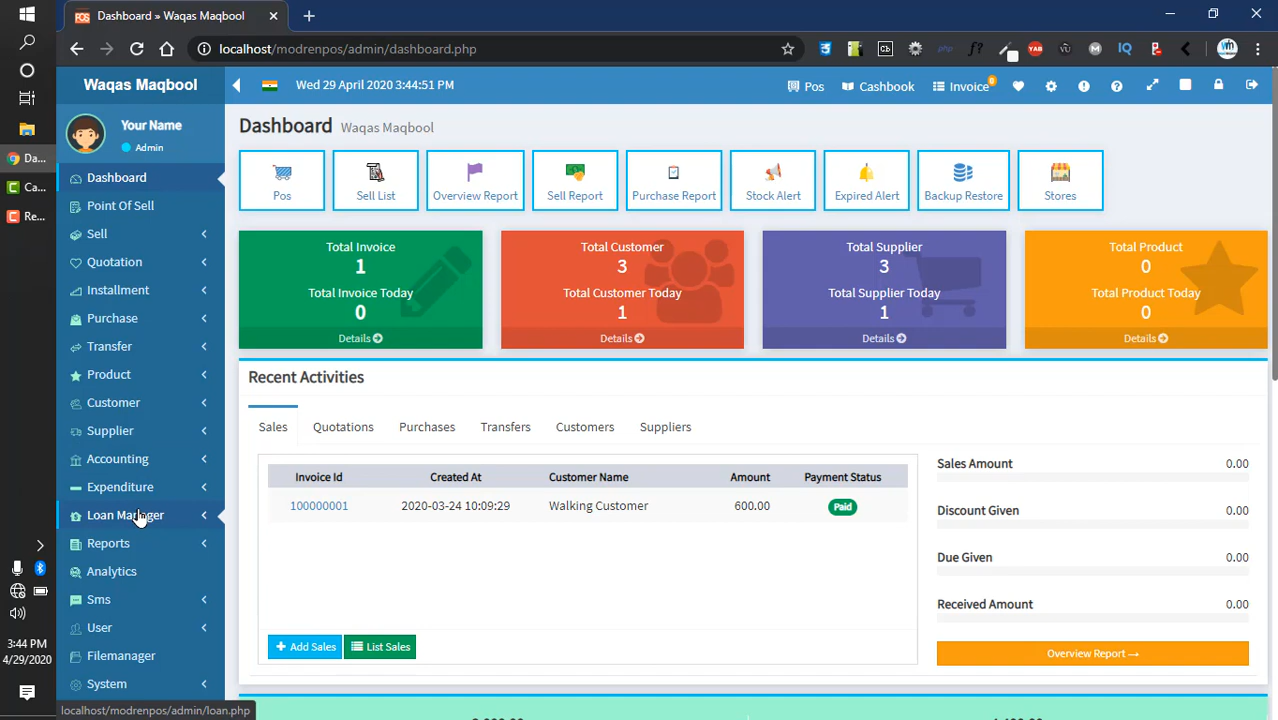 POS
Dashboard » Waqas Maqbool
localhost/modrenpos/admin/dashboard.php
Waqas Maqbool
Wed 29 April 2020 3:44:51 PM
Pos
Cashbook
Invoice
0
Your Name
Admin
Dashboard
Point Of Sell
Sell
Quotation
Installment
Purchase
Transfer
Product
Customer
Supplier
Accounting
Expenditure
Loan Manager
Reports
Analytics
Sms
User
Filemanager
System
localhost/modrenpos/admin/loan.php
Da...
Ca...
Re...
3:44 PM
4/29/2020
Dashboard Waqas Maqbool
Pos
Sell List
Overview Report
Sell Report
Purchase Report
Stock Alert
Expired Alert
Backup Restore
Stores
Total Invoice
1
Total Invoice Today
0
Details
Total Customer
3
Total Customer Today
1
Details
Total Supplier
3
Total Supplier Today
1
Details
Total Product
0
Total Product Today
0
Details
Recent Activities
Sales Quotations Purchases Transfers Customers Suppliers
Invoice Id Created At Customer Name Amount Payment Status
100000001 2020-03-24 10:09:29 Walking Customer 600.00 Paid
+ Add Sales
List Sales
Sales Amount 0.00
Discount Given 0.00
Due Given 0.00
Received Amount 0.00
Overview Report →